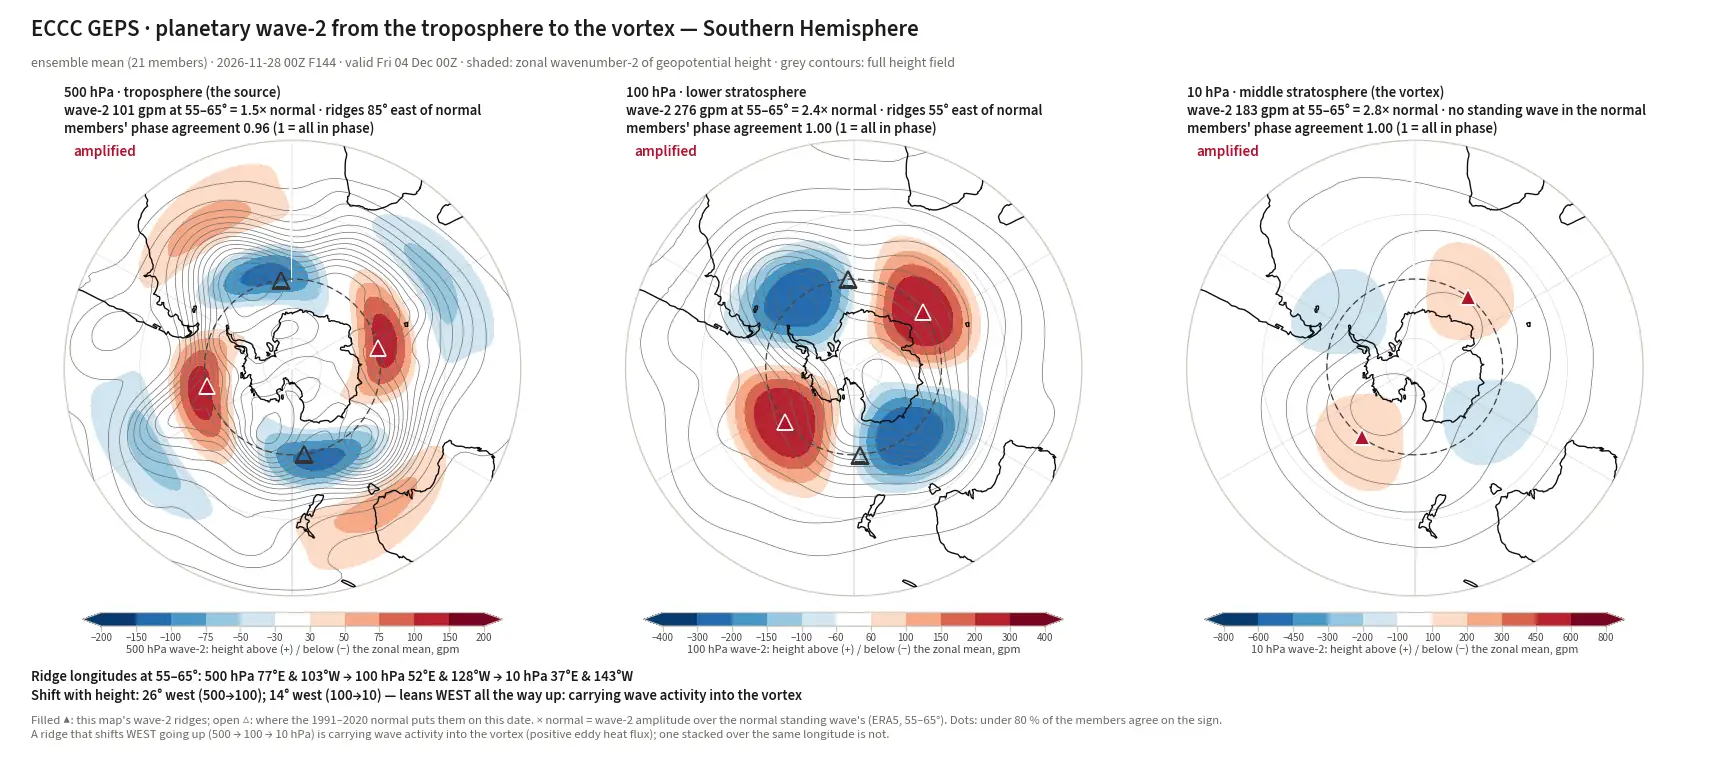 ECCC GEPS · planetary wave-2 from the troposphere to the vortex — Southern Hemisphere
ensemble mean (21 members) · 2026-11-28 00Z F144 · valid Fri 04 Dec 00Z · shaded: zonal wavenumber-2 of geopotential height · grey contours: full height field
500 hPa · troposphere (the source)
wave-2 101 gpm at 55–65° = 1.5× normal · ridges 85° east of normal
members' phase agreement 0.96 (1 = all in phase)
amplified
100 hPa · lower stratosphere
wave-2 276 gpm at 55–65° = 2.4× normal · ridges 55° east of normal
members' phase agreement 1.00 (1 = all in phase)
amplified
10 hPa · middle stratosphere (the vortex)
wave-2 183 gpm at 55–65° = 2.8× normal · no standing wave in the normal
members' phase agreement 1.00 (1 = all in phase)
amplified
−200 −150 −100 −75 −50 −30 30 50 75 100 150 200
500 hPa wave-2: height above (+) / below (−) the zonal mean, gpm
−400 −300 −200 −150 −100 −60 60 100 150 200 300 400
100 hPa wave-2: height above (+) / below (−) the zonal mean, gpm
−800 −600 −450 −300 −200 −100 100 200 300 450 600 800
10 hPa wave-2: height above (+) / below (−) the zonal mean, gpm
Ridge longitudes at 55–65°: 500 hPa 77°E & 103°W → 100 hPa 52°E & 128°W → 10 hPa 37°E & 143°W
Shift with height: 26° west (500→100); 14° west (100→10) — leans WEST all the way up: carrying wave activity into the vortex
Filled ▲: this map's wave-2 ridges; open △: where the 1991–2020 normal puts them on this date. × normal = wave-2 amplitude over the normal standing wave's (ERA5, 55–65°). Dots: under 80 % of the members agree on the sign.
A ridge that shifts WEST going up (500 → 100 → 10 hPa) is carrying wave activity into the vortex (positive eddy heat flux); one stacked over the same longitude is not.